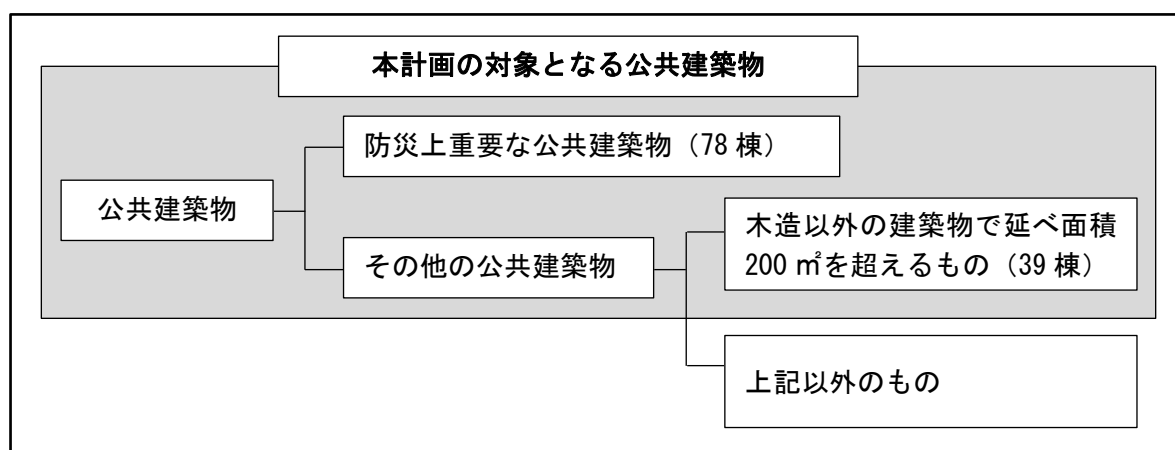 本計画の対象となる公共建築物
防災上重要な公共建築物（78 棟）
公共建築物
その他の公共建築物
木造以外の建築物で延べ面積
200 ㎡を超えるもの（39 棟）
上記以外のもの